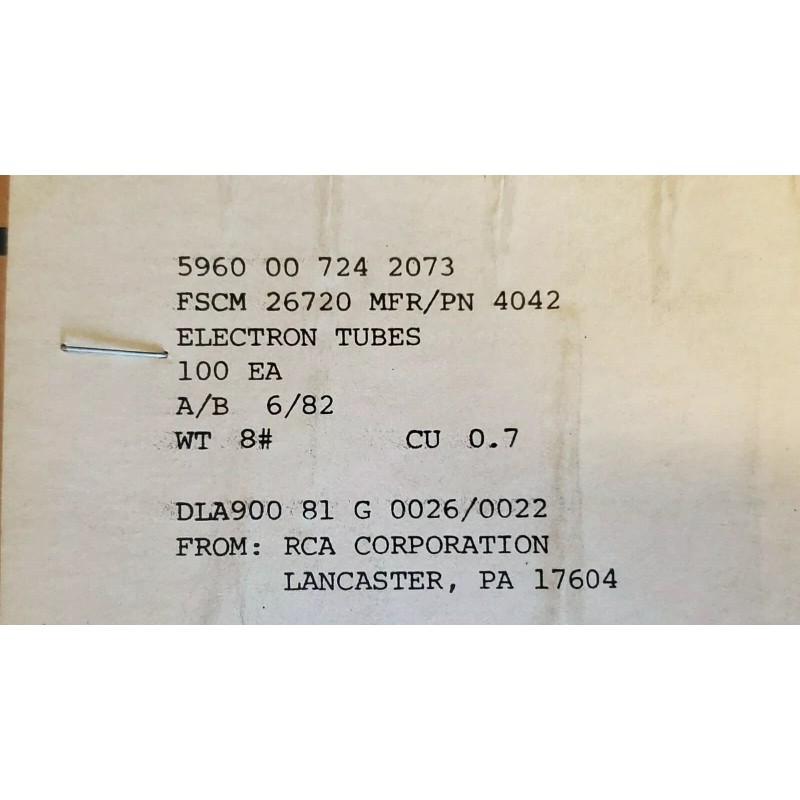 5960 00 724 2073
FSCM 26720 MFR/PN 4042
ELECTRON TUBES
100 EA
A/B 6/82
WT 8# CU 0.7
DLA900 81 G 0026/0022
FROM: RCA CORPORATION
LANCASTER, PA 17604